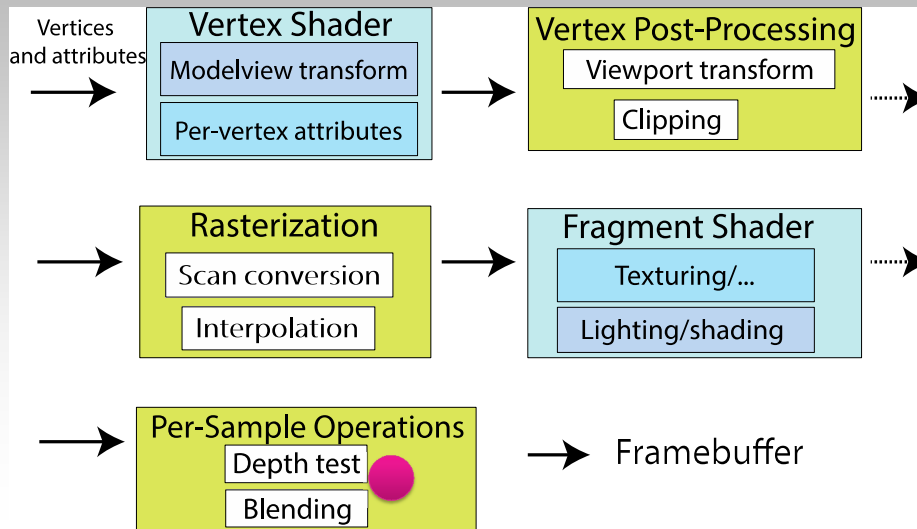 Vertices
and attributes
Vertex Shader
Modelview transform
Per-vertex attributes
Vertex Post-Processing
Viewport transform
Clipping
Rasterization
Scan conversion
Interpolation
Fragment Shader
Texturing/...
Lighting/shading
Per-Sample Operations
Depth test
Blending
Framebuffer